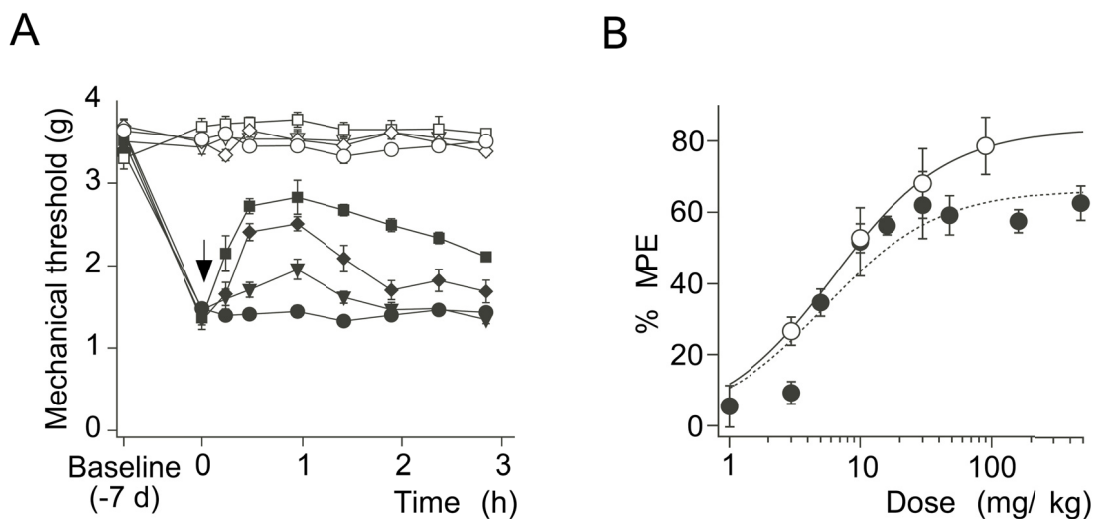 A
B
Mechanical threshold (g)
4
3
2
1
0
Baseline
(-7 d)
0
1
2
3
Time (h)
% MPE
80
60
40
20
0
1
10
100
Dose (mg/ kg)